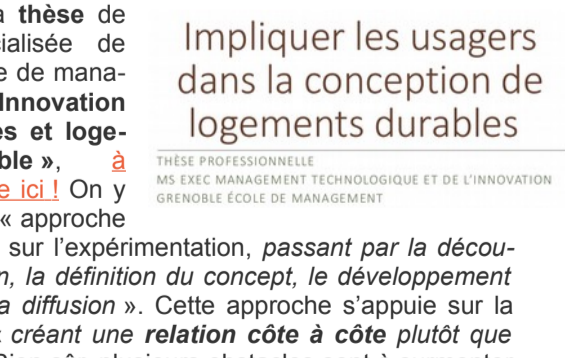 a thèse de
cialisée de
e de mana-
Innovation
es et loge-
ble », à
e ici ! On y
« approche
Impliquer les usagers
dans la conception de
logements durables
THÈSE PROFESSIONNELLE
MS EXEC MANAGEMENT TECHNOLOGIQUE ET DE L'INNOVATION
GRENOBLE ÉCOLE DE MANAGEMENT
sur l’expérimentation, passant par la décou-
n, la définition du concept, le développement
a diffusion ». Cette approche s’appuie sur la
créant une relation côte à côte plutôt que